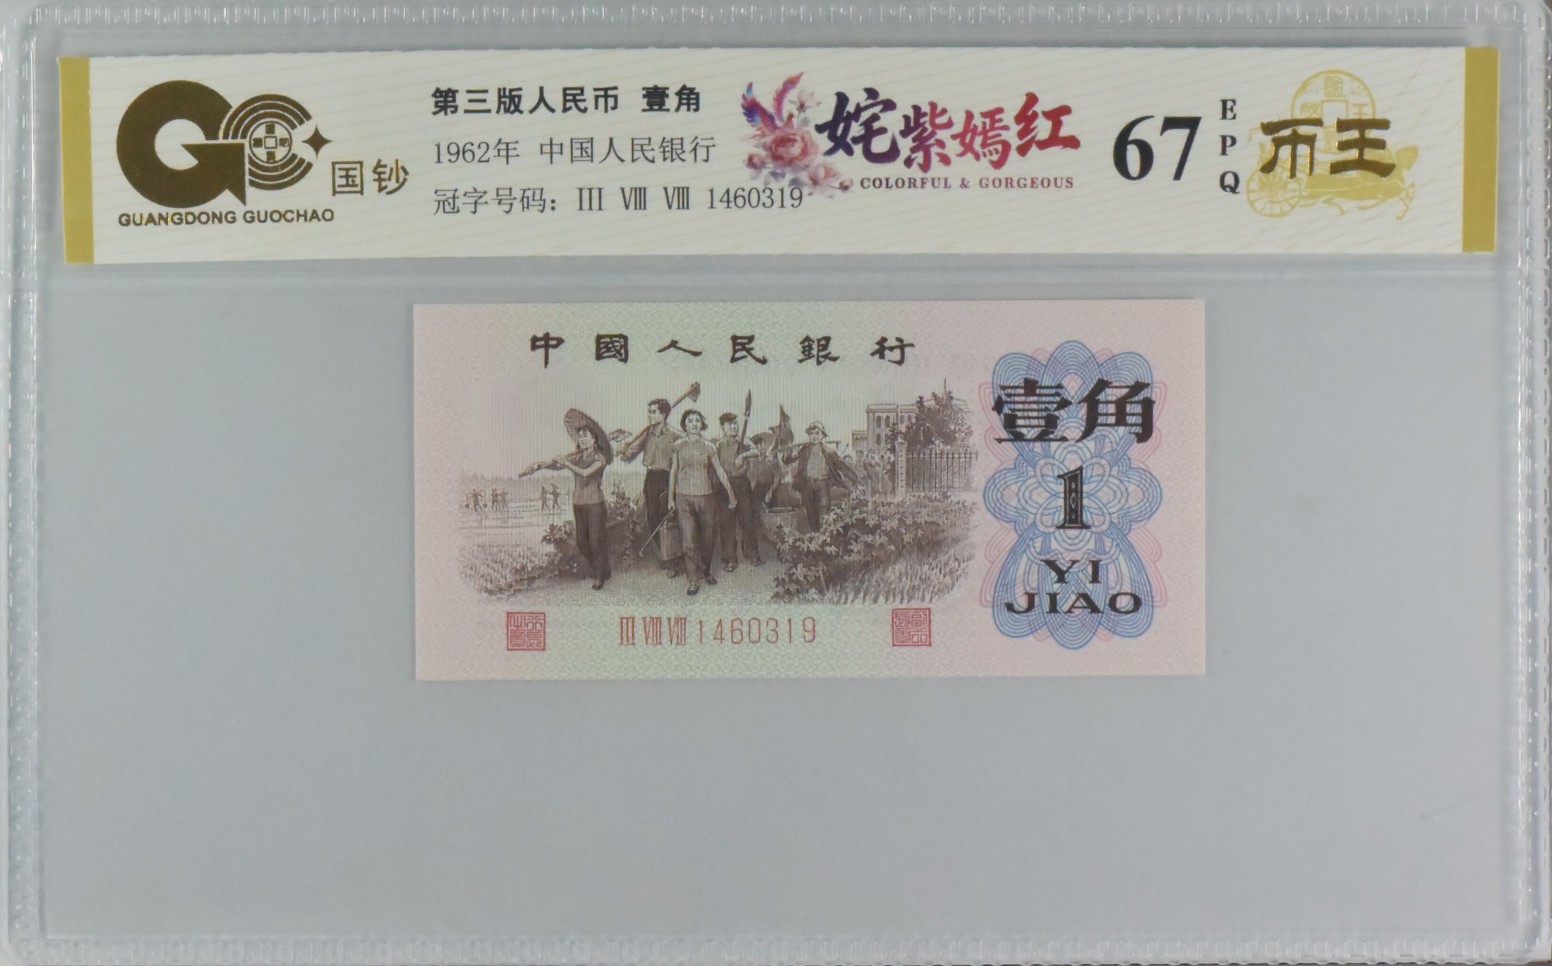 国钞
GUANGDONG GUOCHAO
第三版人民币 壹角
1962年 中国人民银行
冠字号码：III VIII VIII 1460319
姹紫嫣红
COLORFUL & GORGEOUS
67
EPQ
币王
中國人民銀行
壹角
1
YI
JIAO
III VIII VIII 1460319